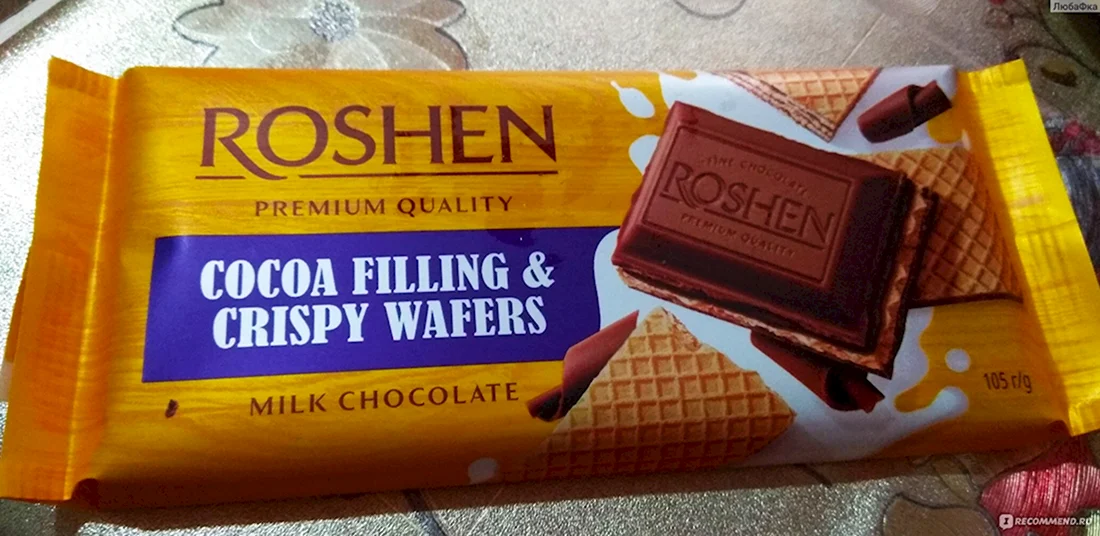 ЛюбаФка
ROSHEN
PREMIUM QUALITY
COCOA FILLING &
CRISPY WAFERS
MILK CHOCOLATE
FINE CHOCOLATE
ROSHEN
PREMIUM QUALITY
105 г/g
RECOMMEND.RU